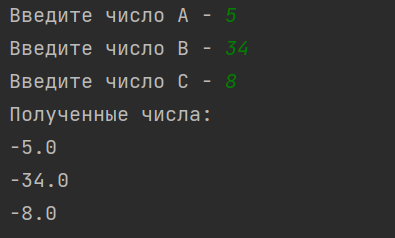 Введите число A - 5
Введите число B - 34
Введите число C - 8
Полученные числа:
-5.0
-34.0
-8.0